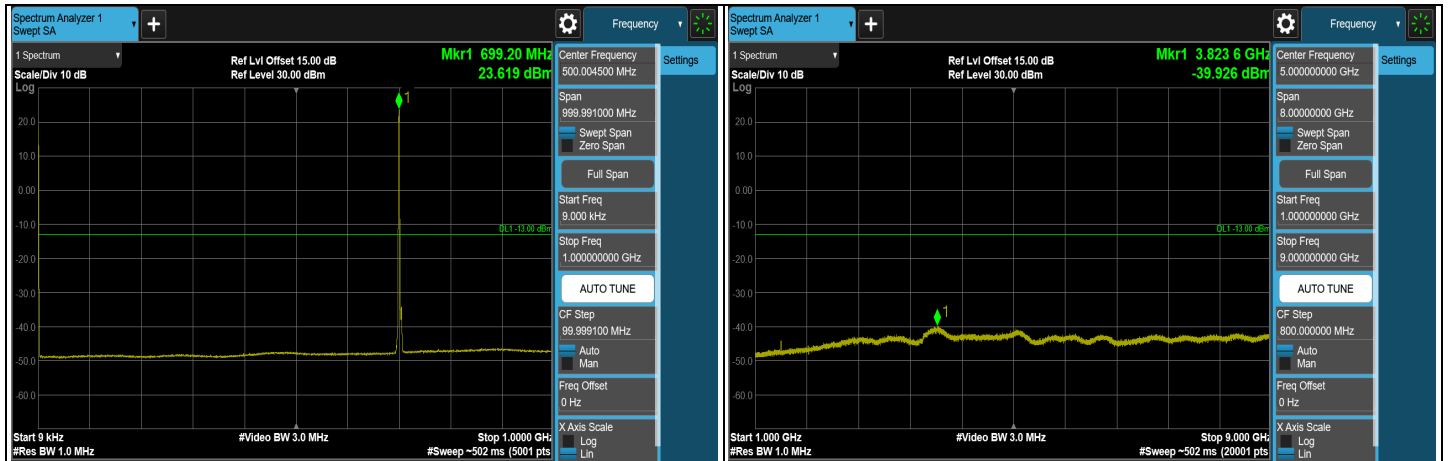 Spectrum Analyzer 1
Swept SA
+
Frequency
1 Spectrum
Scale/Div 10 dB
Log
Ref Lvl Offset 15.00 dB
Ref Level 30.00 dBm
Mkr1 699.20 MHz
23.619 dBm
1
20.0
10.0
0.00
-10.0
-20.0
-30.0
-40.0
-50.0
-60.0
DL1 -13.00 dBm
Start 9 kHz
#Res BW 1.0 MHz
#Video BW 3.0 MHz
Stop 1.0000 GHz
#Sweep ~502 ms (5001 pts
Center Frequency
500.004500 MHz
Span
999.991000 MHz
Swept Span
Zero Span
Full Span
Start Freq
9.000 kHz
Stop Freq
1.000000000 GHz
AUTO TUNE
CF Step
99.999100 MHz
Auto
Man
Freq Offset
0 Hz
X Axis Scale
Log
Lin
Settings
Spectrum Analyzer 1
Swept SA
+
Frequency
1 Spectrum
Scale/Div 10 dB
Log
Ref Lvl Offset 15.00 dB
Ref Level 30.00 dBm
Mkr1 3.823 6 GHz
-39.926 dBm
1
20.0
10.0
0.00
-10.0
-20.0
-30.0
-40.0
-50.0
-60.0
DL1 -13.00 dBm
Start 1.000 GHz
#Res BW 1.0 MHz
#Video BW 3.0 MHz
Stop 9.000 GHz
#Sweep ~502 ms (20001 pts
Center Frequency
5.000000000 GHz
Span
8.00000000 GHz
Swept Span
Zero Span
Full Span
Start Freq
1.000000000 GHz
Stop Freq
9.000000000 GHz
AUTO TUNE
CF Step
800.000000 MHz
Auto
Man
Freq Offset
0 Hz
X Axis Scale
Log
Lin
Settings